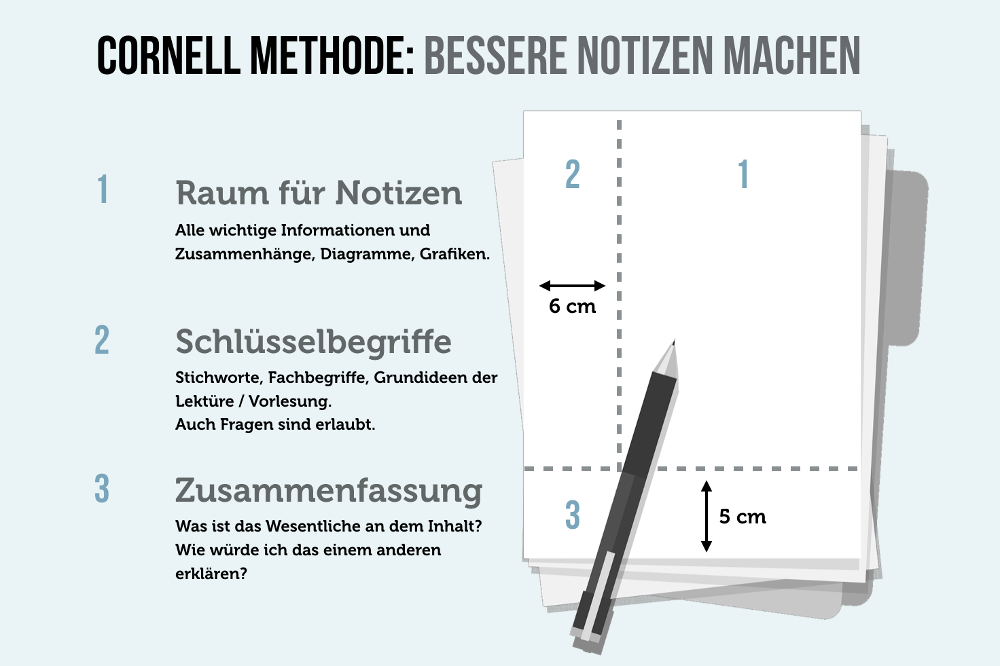 CORNELL METHODE: BESSERE NOTIZEN MACHEN
1
Raum für Notizen
Alle wichtige Informationen und
Zusammenhänge, Diagramme, Grafiken.
2
Schlüsselbegriffe
Stichworte, Fachbegriffe, Grundideen der
Lektüre / Vorlesung.
Auch Fragen sind erlaubt.
3
Zusammenfassung
Was ist das Wesentliche an dem Inhalt?
Wie würde ich das einem anderen
erklären?
2
1
6 cm
3
5 cm